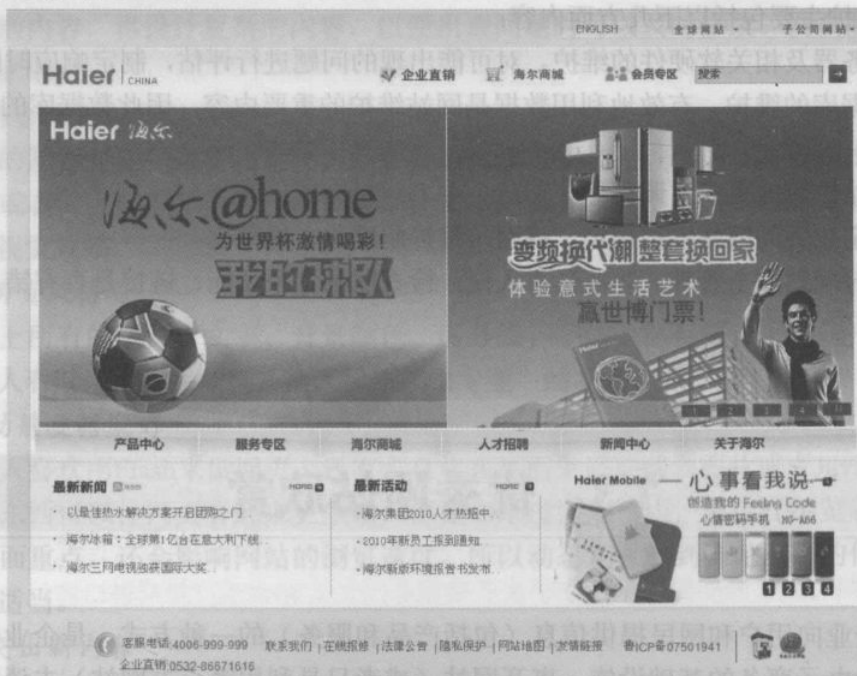 ENGLISH 全球网站 子公司网站
Haier CHINA 企业直销 海尔商城 会员专区 搜索
Haier 海尔
海尔@home
为世界杯激情喝彩!
我的球队
变频换代潮 整套换回家
体验意式生活艺术
赢世博门票!
Haier
1 2 3 4
产品中心 服务专区 海尔商城 人才招聘 新闻中心 关于海尔
最新新闻 MORE
· 以最佳热水解决方案开启团购之门
· 海尔冰箱：全球第1亿台在意大利下线
· 海尔三网电视独获国际大奖
最新活动 MORE
· 海尔集团2010人才热招中
· 2010年新员工报到通知
· 海尔新版环境报告书发布
Haier Mobile — 心事看我说
创造我的 Feeling Code
心情密码手机 NG-A66
1 2 3 4
客服电话:4006-999-999 联系我们 | 在线报修 | 法律公告 | 隐私保护 | 网站地图 | 友情链接 鲁ICP备07501941
企业直销:0532-86671616